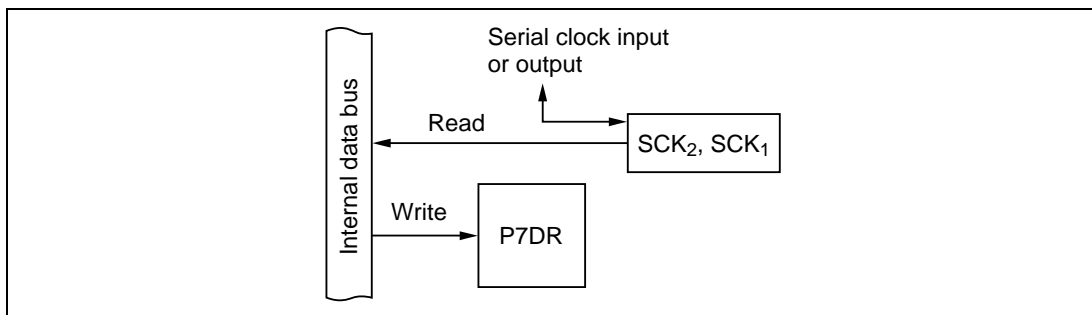 Serial clock input
or output
Internal data bus
Read
SCK₂, SCK₁
Write
P7DR